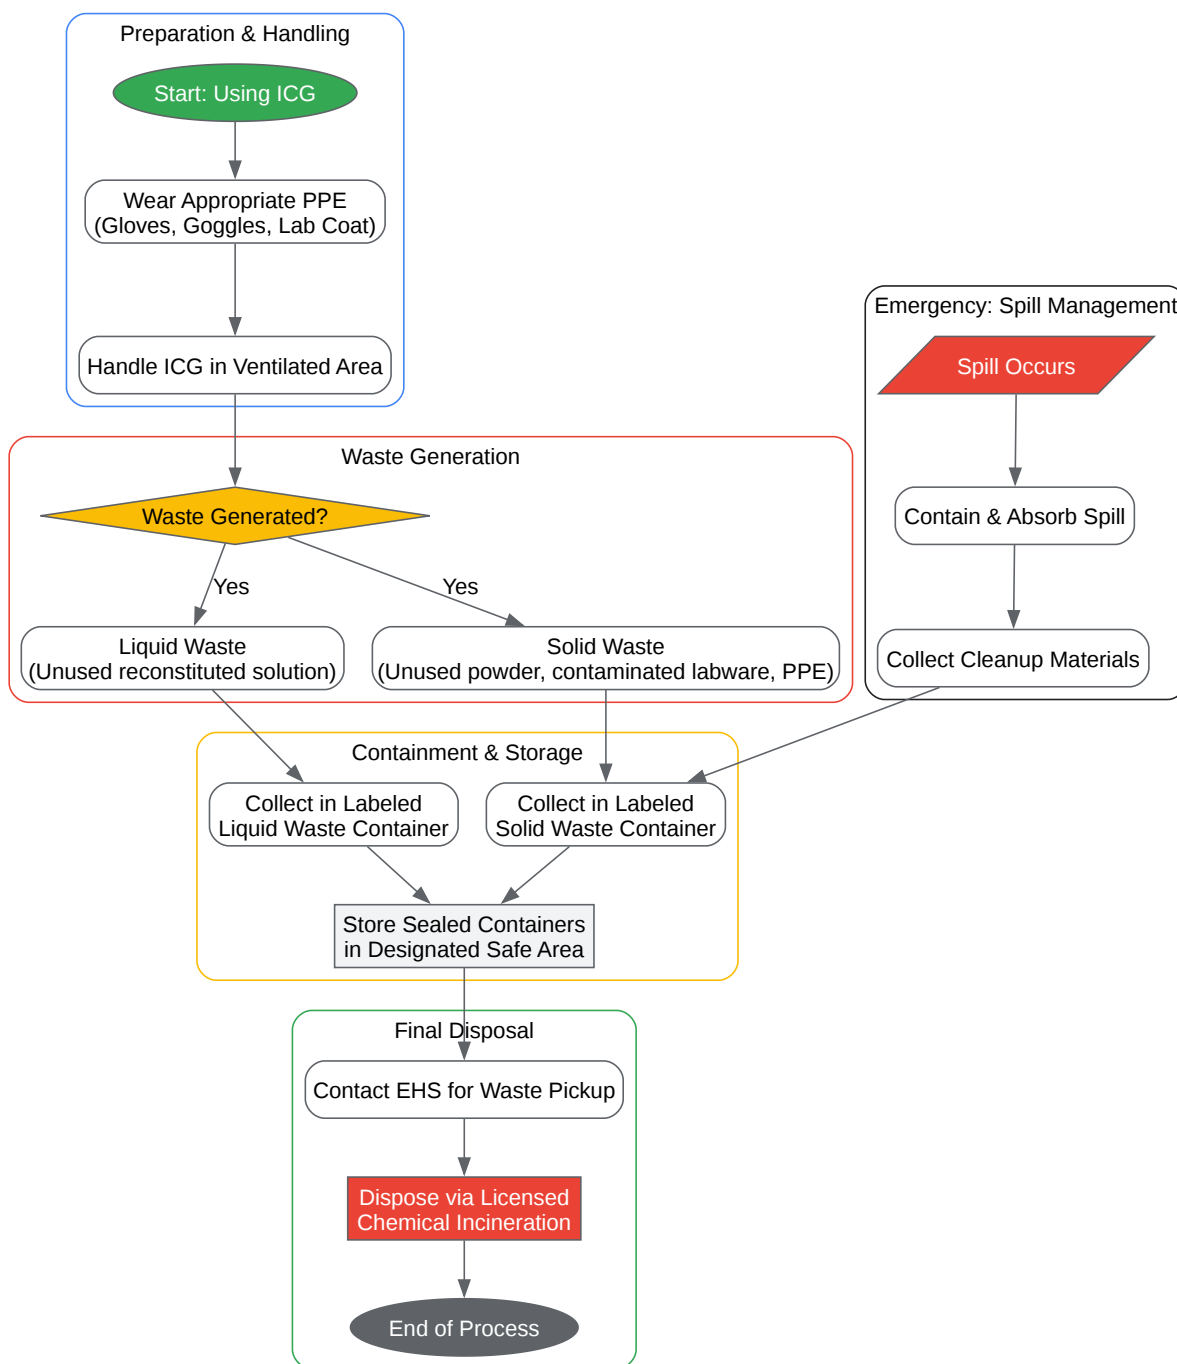 Preparation & Handling
Start: Using ICG
Wear Appropriate PPE
(Gloves, Goggles, Lab Coat)
Handle ICG in Ventilated Area
Emergency: Spill Management
Spill Occurs
Contain & Absorb Spill
Collect Cleanup Materials
Waste Generation
Waste Generated?
Yes
Yes
Liquid Waste
(Unused reconstituted solution)
Solid Waste
(Unused powder, contaminated labware, PPE)
Containment & Storage
Collect in Labeled
Liquid Waste Container
Collect in Labeled
Solid Waste Container
Store Sealed Containers
in Designated Safe Area
Final Disposal
Contact EHS for Waste Pickup
Dispose via Licensed
Chemical Incineration
End of Process